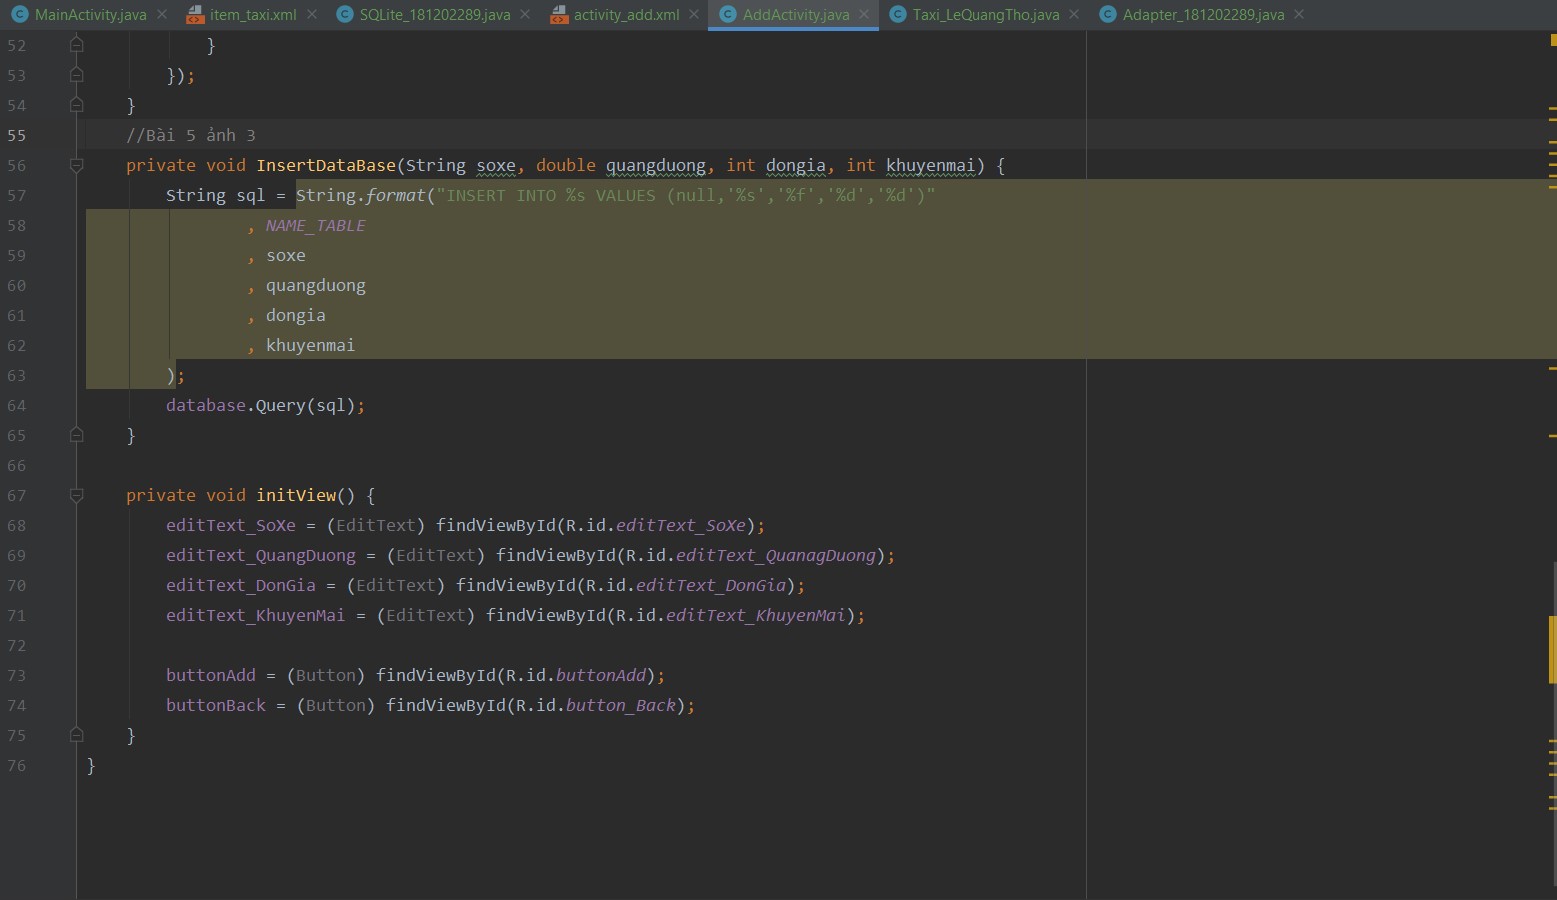 MainActivity.java item_taxi.xml SQLite_181202289.java activity_add.xml AddActivity.java Taxi_LeQuangTho.java Adapter_181202289.java
52 }
53 });
54 }
55 //Bài 5 ảnh 3
56 private void InsertDataBase(String soxe, double quangduong, int dongia, int khuyenmai) {
57 String sql = String.format("INSERT INTO %s VALUES (null,'%s','%f','%d','%d')"
58 , NAME_TABLE
59 , soxe
60 , quangduong
61 , dongia
62 , khuyenmai
63 );
64 database.Query(sql);
65 }
66
67 private void initView() {
68 editText_SoXe = (EditText) findViewById(R.id.editText_SoXe);
69 editText_QuangDuong = (EditText) findViewById(R.id.editText_QuanagDuong);
70 editText_DonGia = (EditText) findViewById(R.id.editText_DonGia);
71 editText_KhuyenMai = (EditText) findViewById(R.id.editText_KhuyenMai);
72
73 buttonAdd = (Button) findViewById(R.id.buttonAdd);
74 buttonBack = (Button) findViewById(R.id.button_Back);
75 }
76 }